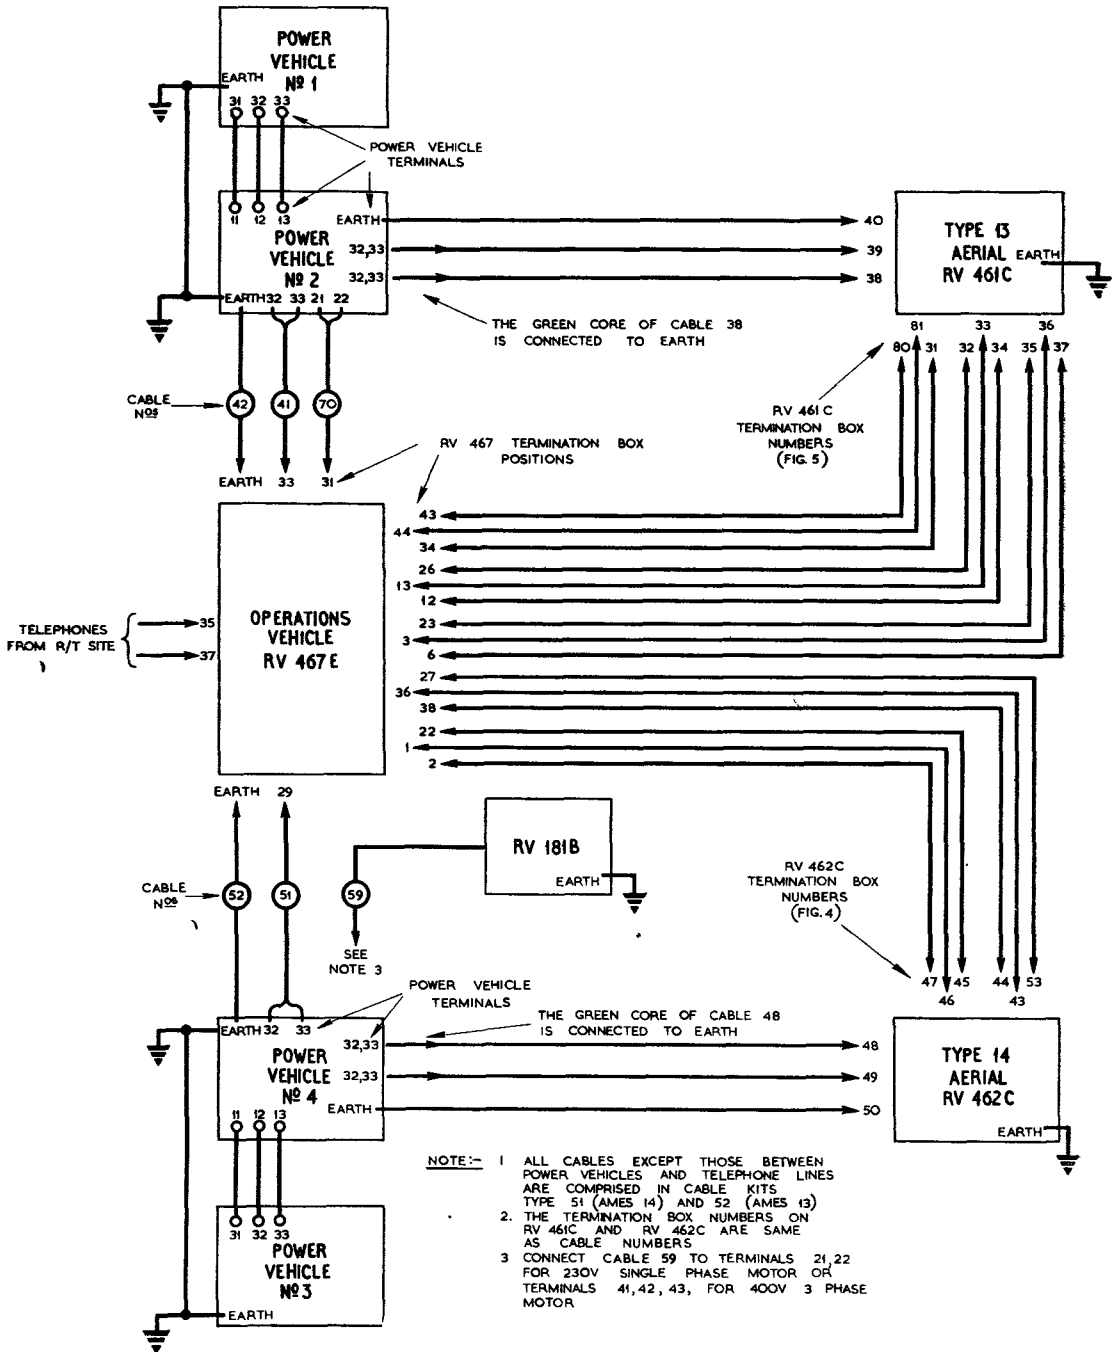 POWER
VEHICLE
Nº 1
EARTH
31 32 33
POWER VEHICLE
TERMINALS
11 12 13
EARTH
POWER
VEHICLE
Nº 2
32,33
32,33
EARTH 32 33 21 22
40
39
38
TYPE 13
AERIAL
RV 461C
EARTH
THE GREEN CORE OF CABLE 38
IS CONNECTED TO EARTH
81 33 36
80 31 32 34 35 37
CABLE
Nos
42 41 70
RV 461C
TERMINATION BOX
NUMBERS
(FIG. 5)
RV 467 TERMINATION BOX
POSITIONS
EARTH 33 31
43
44
34
26
13
12
23
3
6
27
36
38
22
1
2
OPERATIONS
VEHICLE
RV 467E
TELEPHONES
FROM R/T SITE
35
37
EARTH 29
RV 181B
EARTH
CABLE
Nos
52 51 59
SEE
NOTE 3
RV 462C
TERMINATION BOX
NUMBERS
(FIG. 4)
47 45 44 53
46 43
POWER VEHICLE
TERMINALS
THE GREEN CORE OF CABLE 48
IS CONNECTED TO EARTH
EARTH 32 33
32,33
32,33
EARTH
POWER
VEHICLE
Nº 4
11 12 13
48
49
50
TYPE 14
AERIAL
RV 462C
EARTH
31 32 33
POWER
VEHICLE
Nº 3
EARTH
NOTE:- 1 ALL CABLES EXCEPT THOSE BETWEEN
POWER VEHICLES AND TELEPHONE LINES
ARE COMPRISED IN CABLE KITS
TYPE 51 (AMES 14) AND 52 (AMES 13)
2. THE TERMINATION BOX NUMBERS ON
RV 461C AND RV 462C ARE SAME
AS CABLE NUMBERS
3 CONNECT CABLE 59 TO TERMINALS 21,22
FOR 230V SINGLE PHASE MOTOR OR
TERMINALS 41,42,43, FOR 400V 3 PHASE
MOTOR